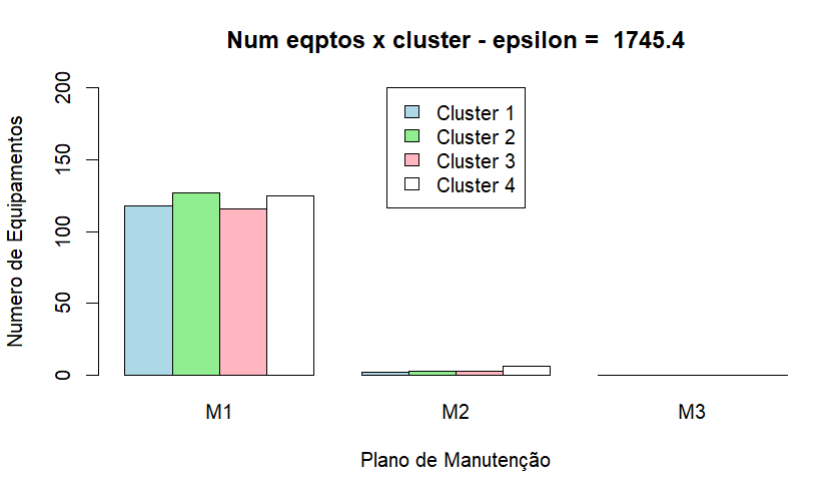 Num eqptos x cluster - epsilon =  1745.4
Numero de Equipamentos
200
150
100
50
0
Cluster 1
Cluster 2
Cluster 3
Cluster 4
M1 M2 M3
Plano de Manutenção